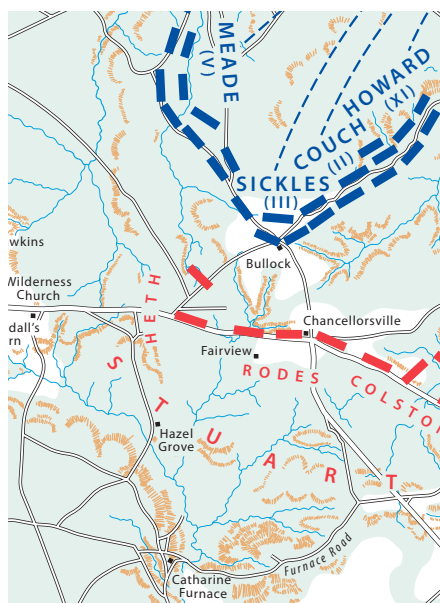 MEADE
(V)
HOWARD
(XI)
COUCH
(II)
SICKLES
(III)
wkins
Bullock
Wilderness
Church
HETH
dall's
rn
Chancellorsville
Fairview
RODES
COLSTON
STUART
Hazel
Grove
Furnace Road
Catharine
Furnace